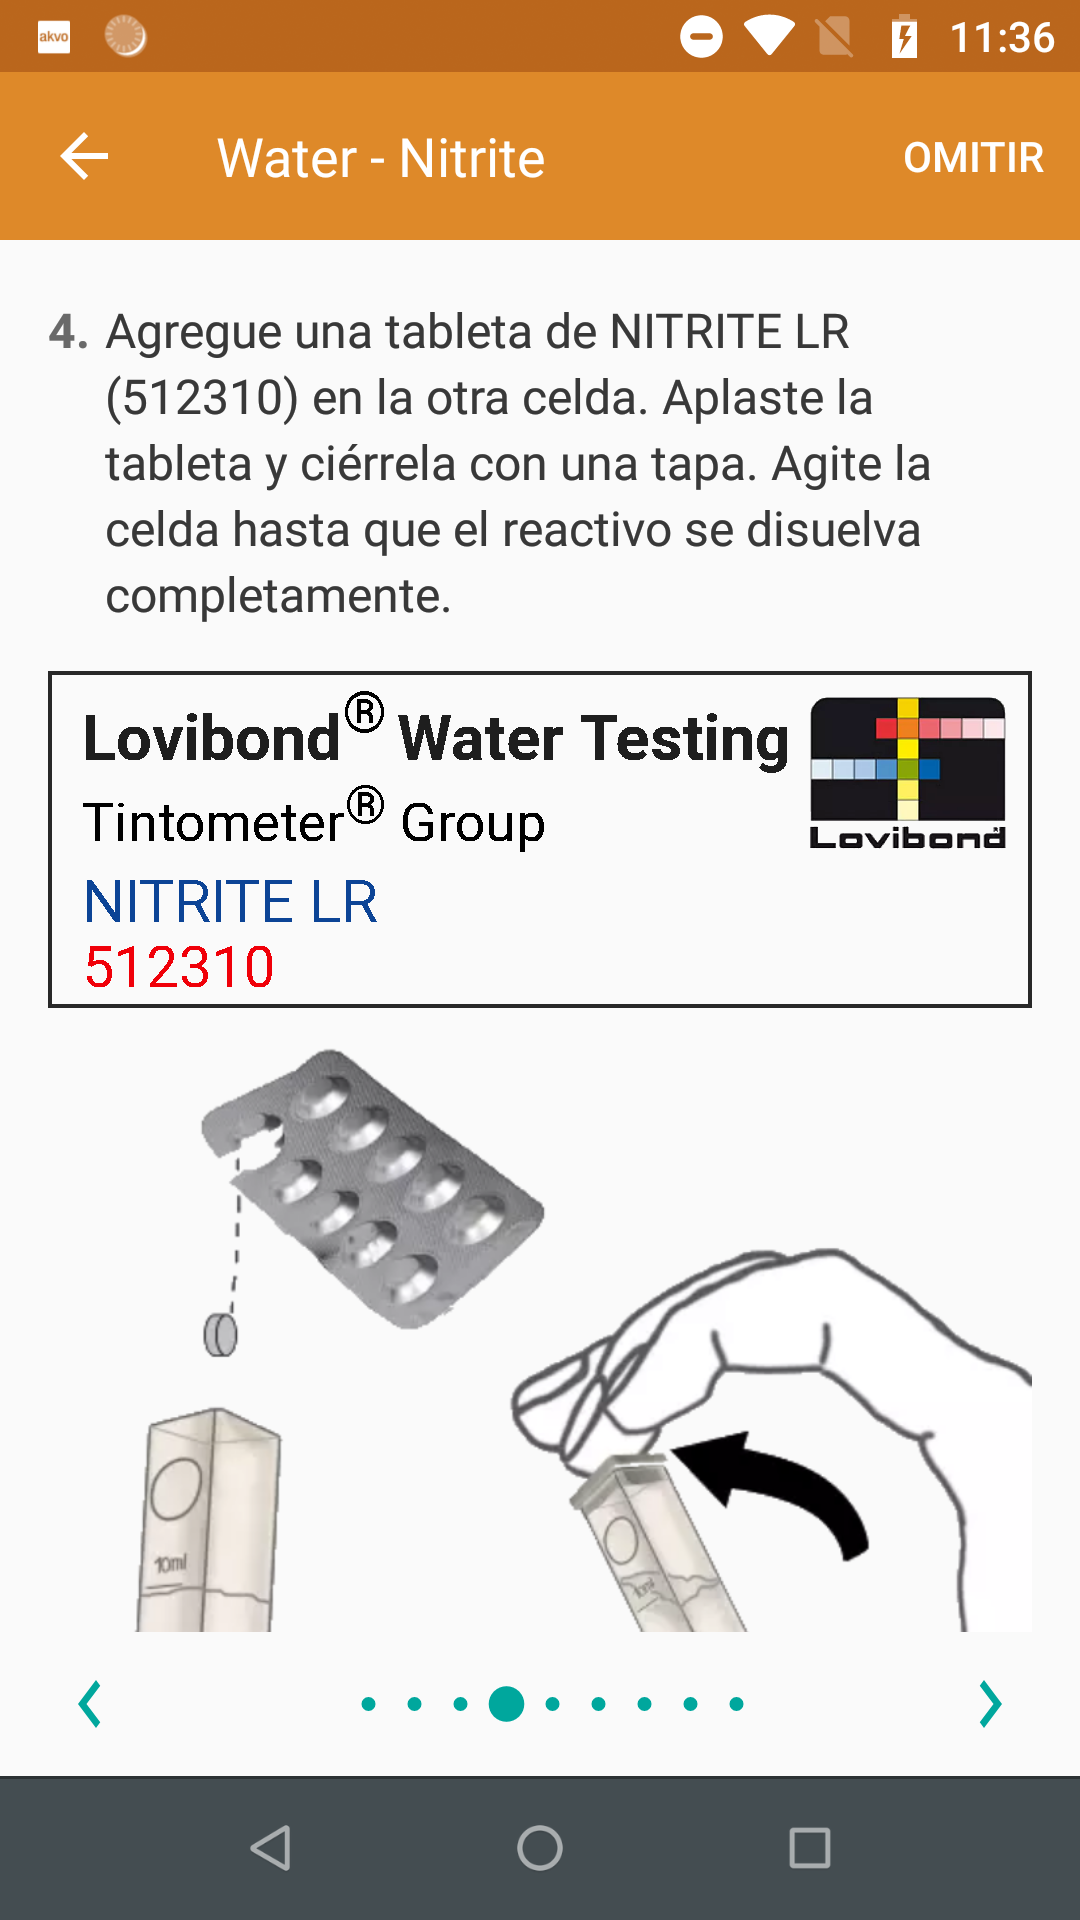 akvo
11:36
Water - Nitrite
OMITIR
4. Agregue una tableta de NITRITE LR
(512310) en la otra celda. Aplaste la
tableta y ciérrela con una tapa. Agite la
celda hasta que el reactivo se disuelva
completamente.
Lovibond® Water Testing
Tintometer® Group
Lovibond
NITRITE LR
512310
10ml
10ml